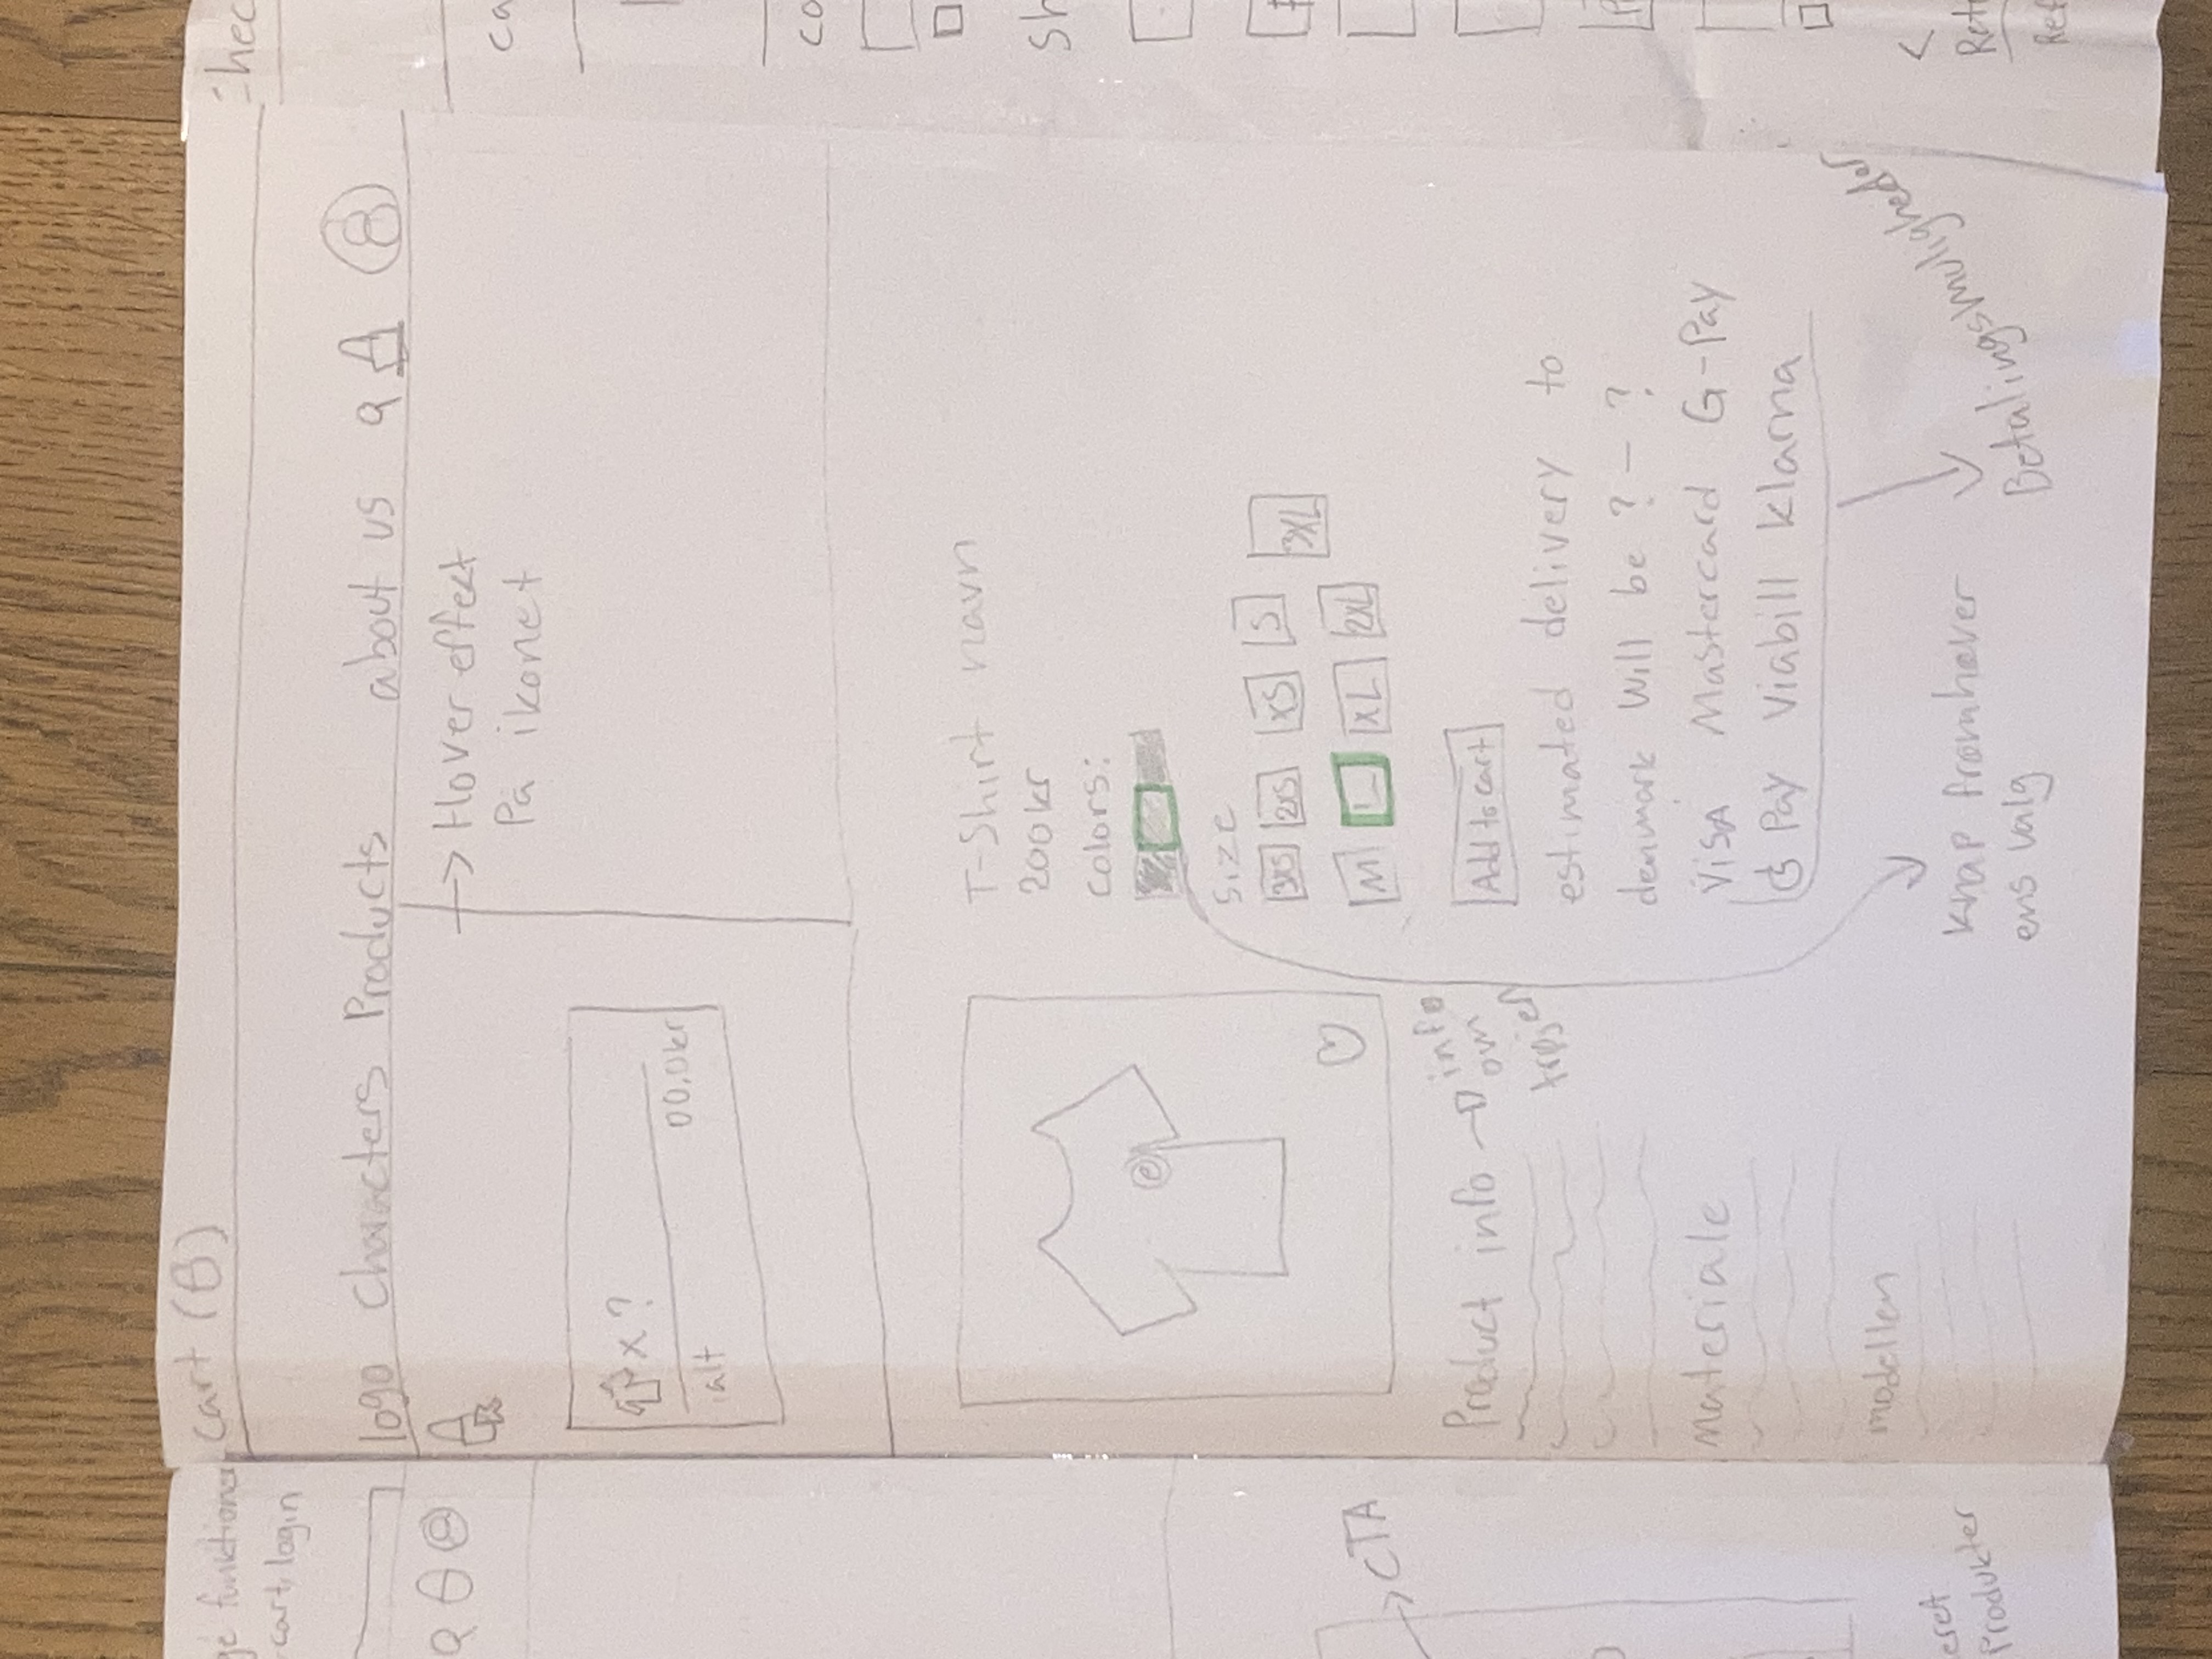 funktioner
cart, login
CTA
eret
Produkter
cart
logo Characters Products about us
Hover effect
På ikonet
x ?
00,0kr
ialt
T-Shirt navn
200kr
colors:
Size
3XS 2XS XS S 3XL
M L XL 2XL
Add to cart
estimated delivery to
denmark Will be ? - ?
VISA Mastercard G-Pay
Pay Viabill klarna
Product info
info
om
trøjen
Materiale
modellen
knap fremhæver
ens valg
Betalingsmuligheder
Chec
ca
co
Sh
<
Ret
Ref